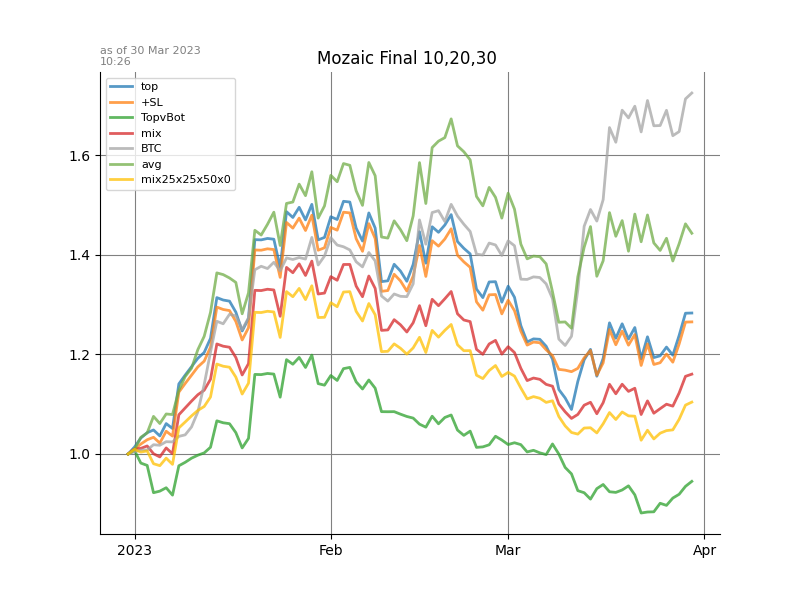 as of 30 Mar 2023
10:26
Mozaic Final 10,20,30
top
+SL
TopvBot
mix
BTC
avg
mix25x25x50x0
1.6
1.4
1.2
1.0
2023
Feb
Mar
Apr